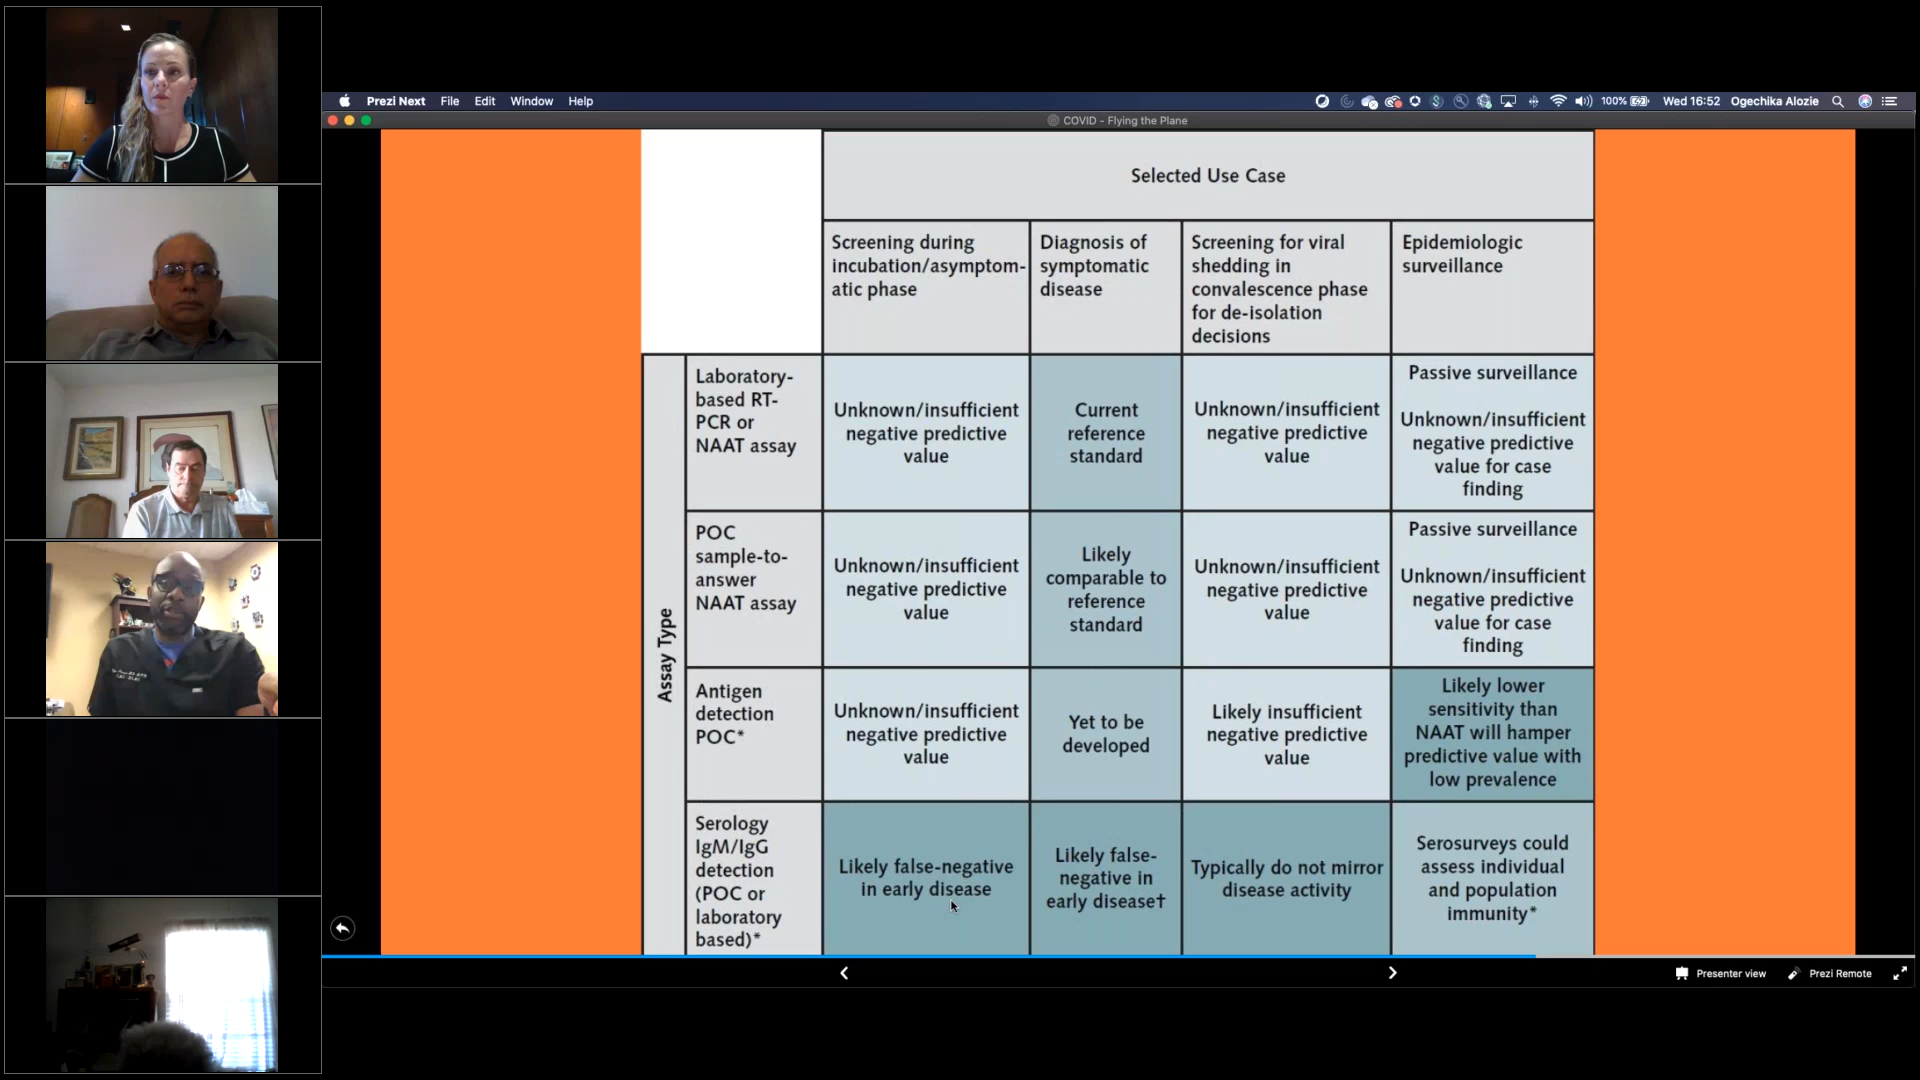 Prezi Next File Edit Window Help
100% Wed 16:52 Ogechika Alozie
COVID - Flying the Plane
Selected Use Case
Screening during
incubation/asymptom-
atic phase
Diagnosis of
symptomatic
disease
Screening for viral
shedding in
convalescence phase
for de-isolation
decisions
Epidemiologic
surveillance
Assay Type
Laboratory-
based RT-
PCR or
NAAT assay
Unknown/insufficient
negative predictive
value
Current
reference
standard
Unknown/insufficient
negative predictive
value
Passive surveillance
Unknown/insufficient
negative predictive
value for case
finding
POC
sample-to-
answer
NAAT assay
Unknown/insufficient
negative predictive
value
Likely
comparable to
reference
standard
Unknown/insufficient
negative predictive
value
Passive surveillance
Unknown/insufficient
negative predictive
value for case
finding
Antigen
detection
POC*
Unknown/insufficient
negative predictive
value
Yet to be
developed
Likely insufficient
negative predictive
value
Likely lower
sensitivity than
NAAT will hamper
predictive value with
low prevalence
Serology
IgM/IgG
detection
(POC or
laboratory
based)*
Likely false-negative
in early disease
Likely false-
negative in
early disease†
Typically do not mirror
disease activity
Serosurveys could
assess individual
and population
immunity*
Presenter view Prezi Remote